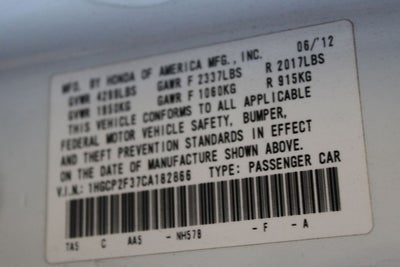 MFD. BY HONDA OF AMERICA MFG., INC. 06/'12
GVWR 4288LBS GAWR F 2337LBS R 2017LBS
GVWR 1950KG GAWR F 1060KG R 915KG
THIS VEHICLE CONFORMS TO ALL APPLICABLE
FEDERAL MOTOR VEHICLE SAFETY, BUMPER,
AND THEFT PREVENTION STANDARDS IN EFFECT
ON THE DATE OF MANUFACTURE SHOWN ABOVE.
V.I.N.: 1HGCP2F37CA182866 TYPE: PASSENGER CAR
TA5 C AA5 - NH578 - F - A